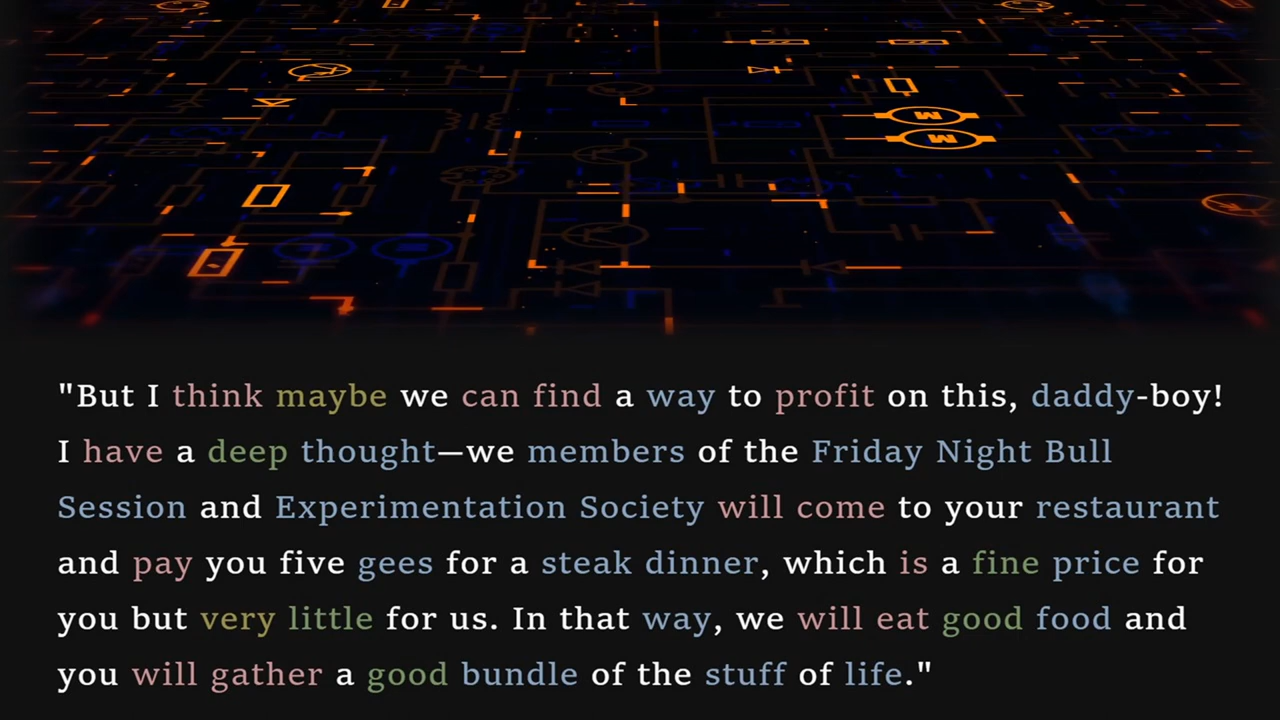 "But I think maybe we can find a way to profit on this, daddy-boy!
I have a deep thought—we members of the Friday Night Bull
Session and Experimentation Society will come to your restaurant
and pay you five gees for a steak dinner, which is a fine price for
you but very little for us. In that way, we will eat good food and
you will gather a good bundle of the stuff of life."